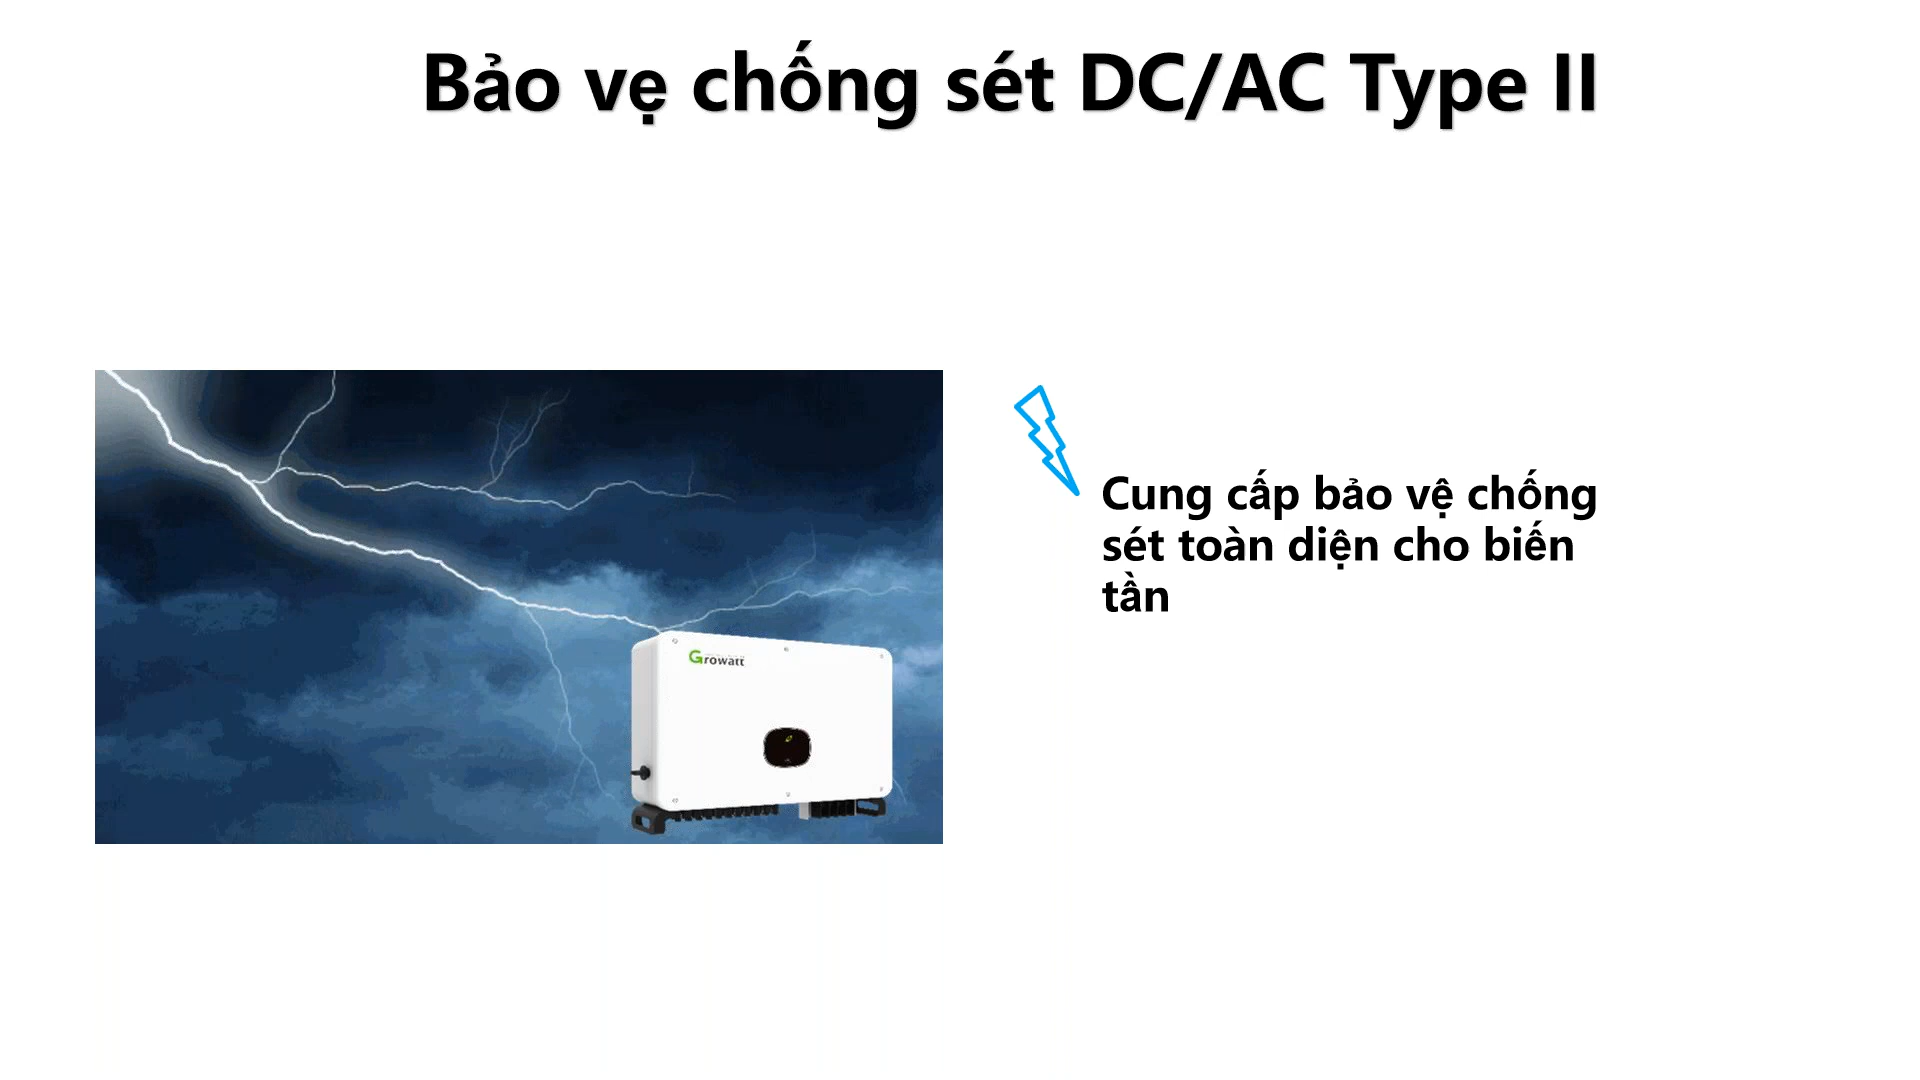 Bảo vẹ chống sét DC/AC Type II
Growatt
Cung cấp bảo vệ chống
sét toàn diện cho biến
tần